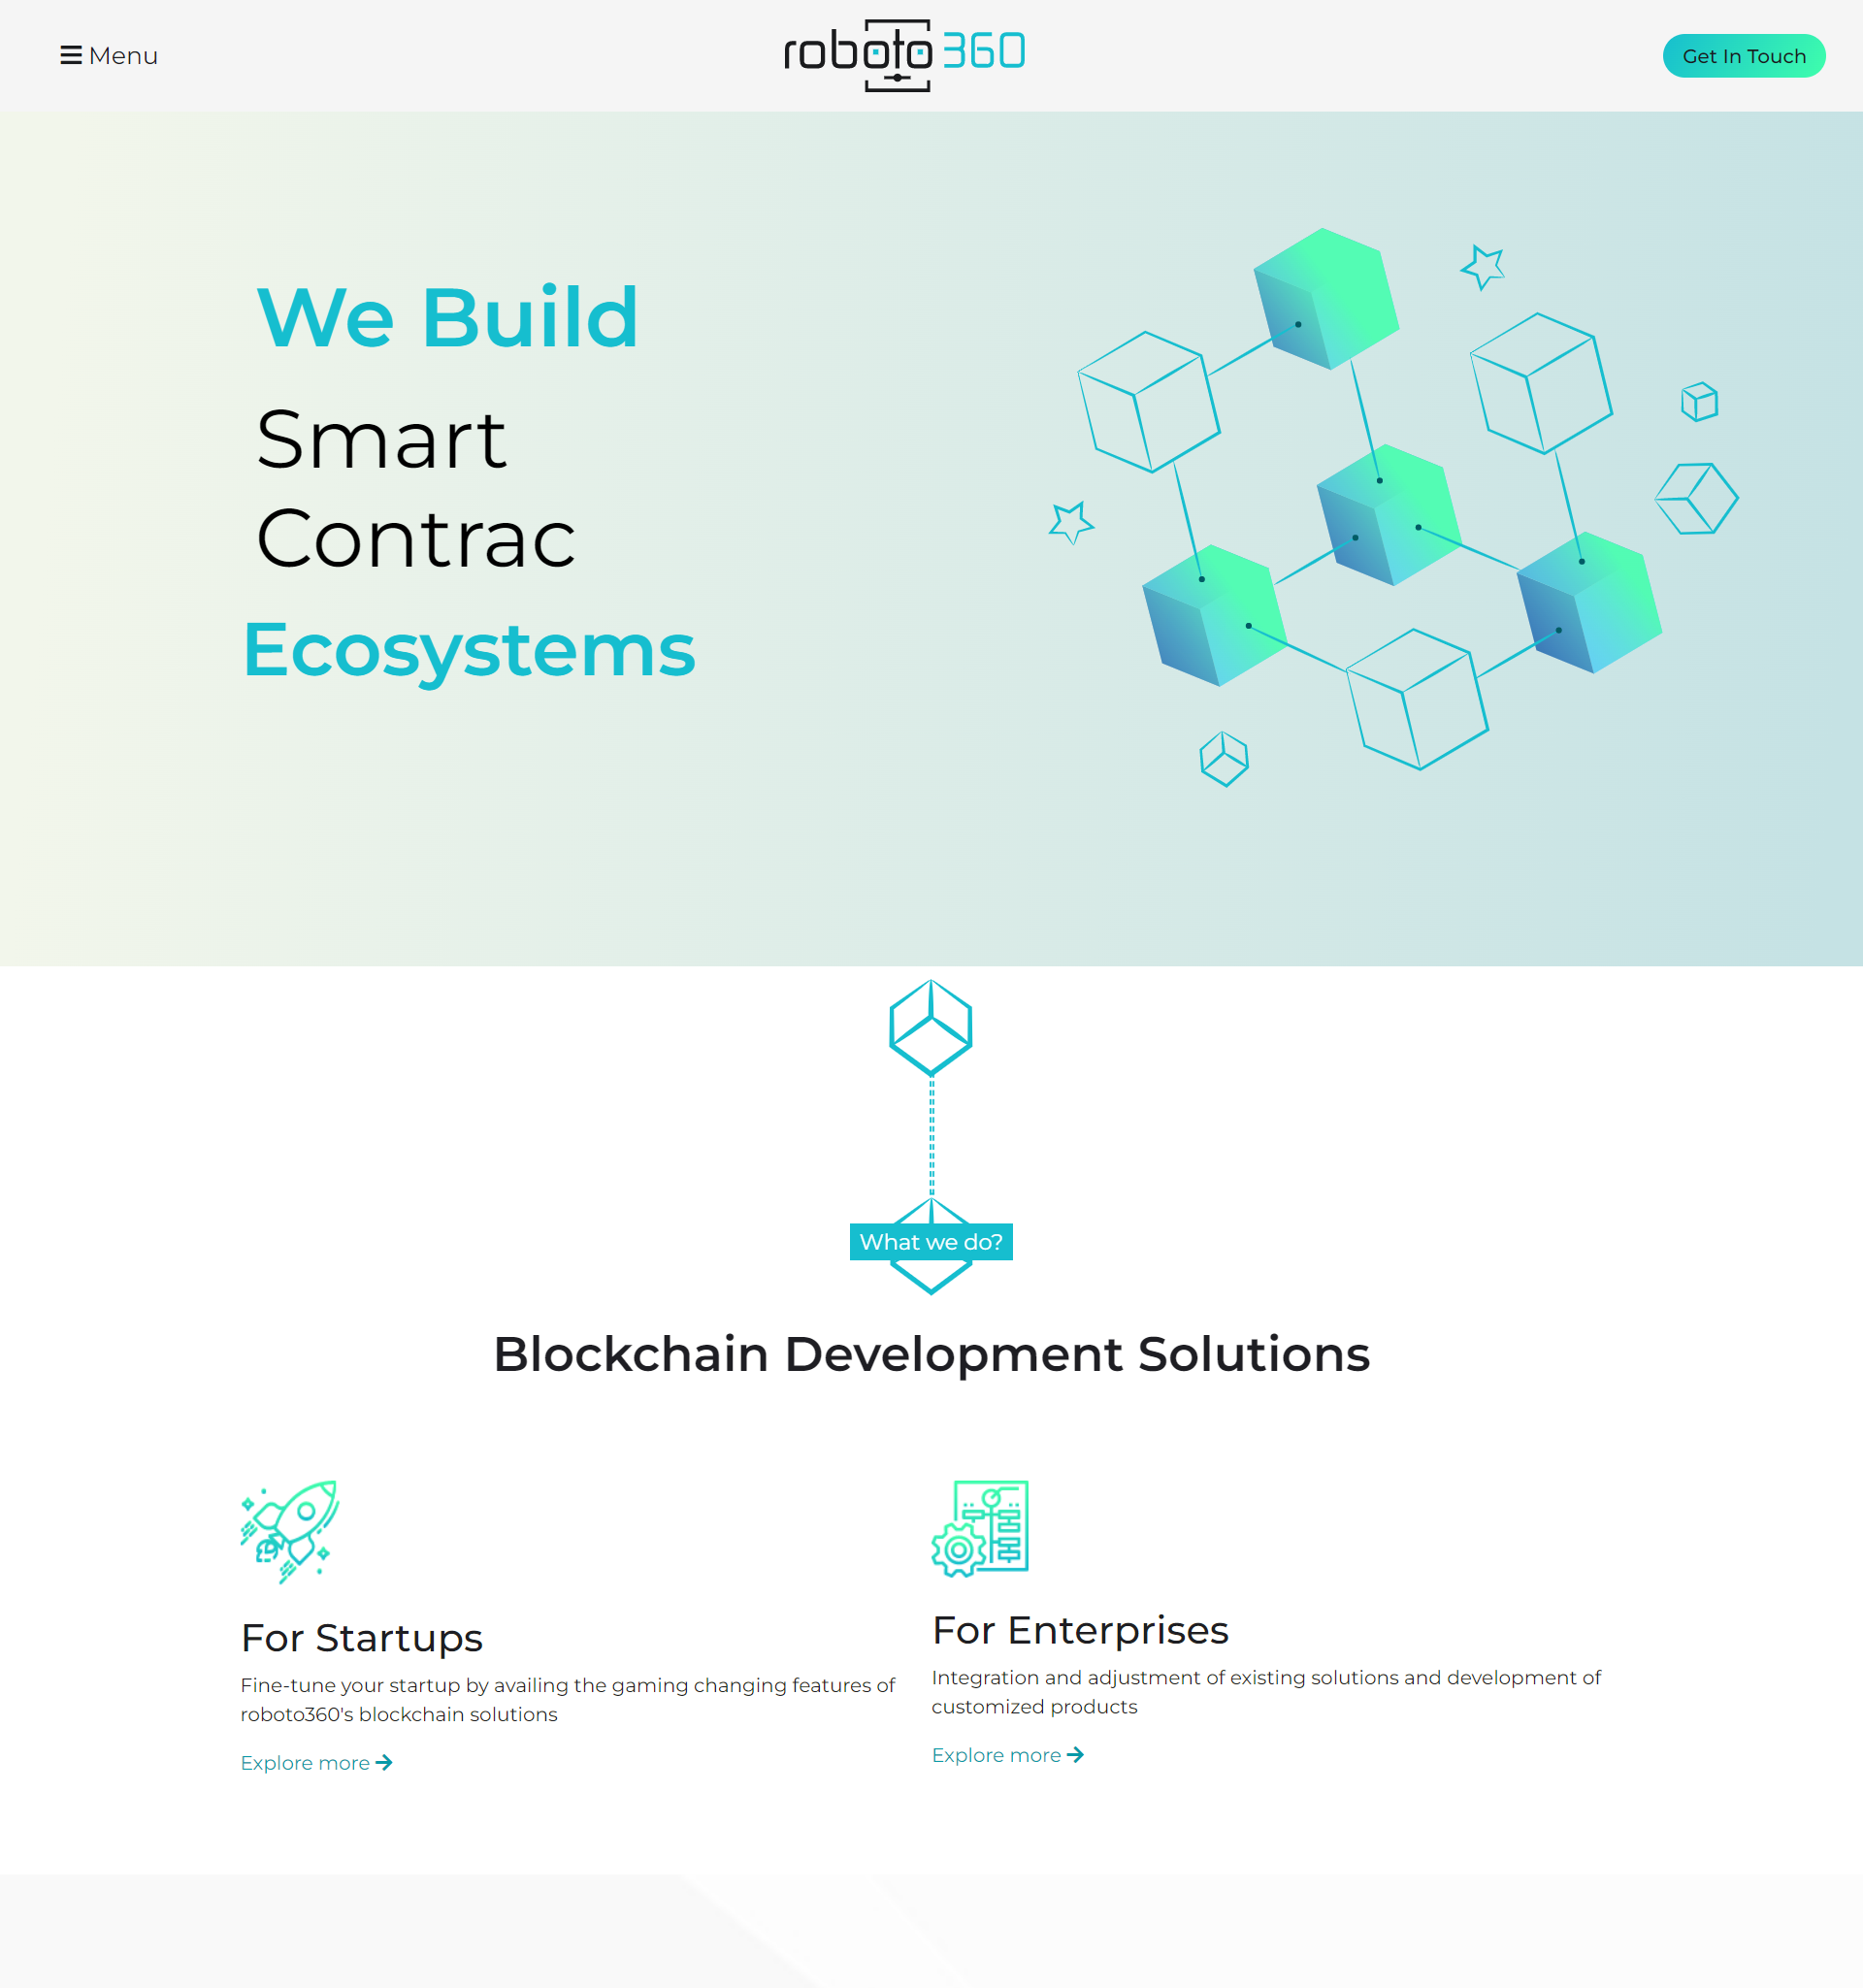 Menu
roboto 360
Get In Touch
We Build
Smart
Contrac
Ecosystems
What we do?
Blockchain Development Solutions
For Startups
Fine-tune your startup by availing the gaming changing features of
roboto360's blockchain solutions
Explore more
For Enterprises
Integration and adjustment of existing solutions and development of
customized products
Explore more